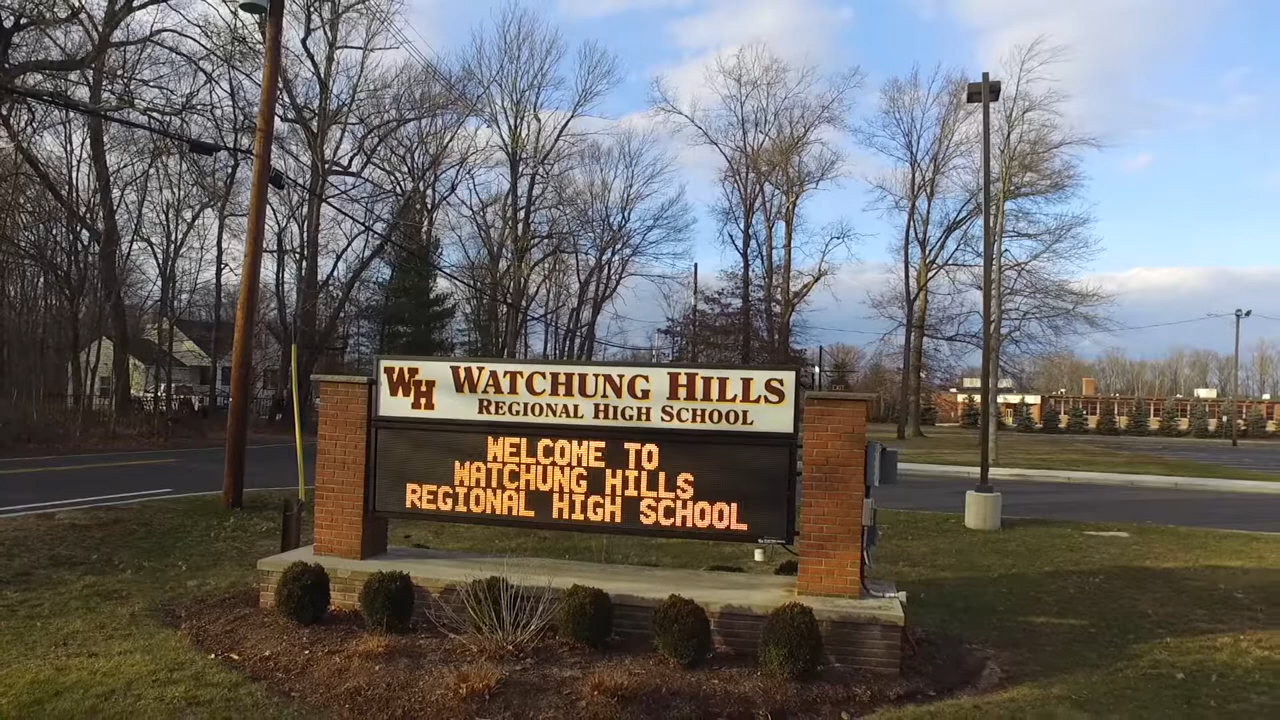 WH WATCHUNG HILLS
REGIONAL HIGH SCHOOL
WELCOME TO
WATCHUNG HILLS
REGIONAL HIGH SCHOOL